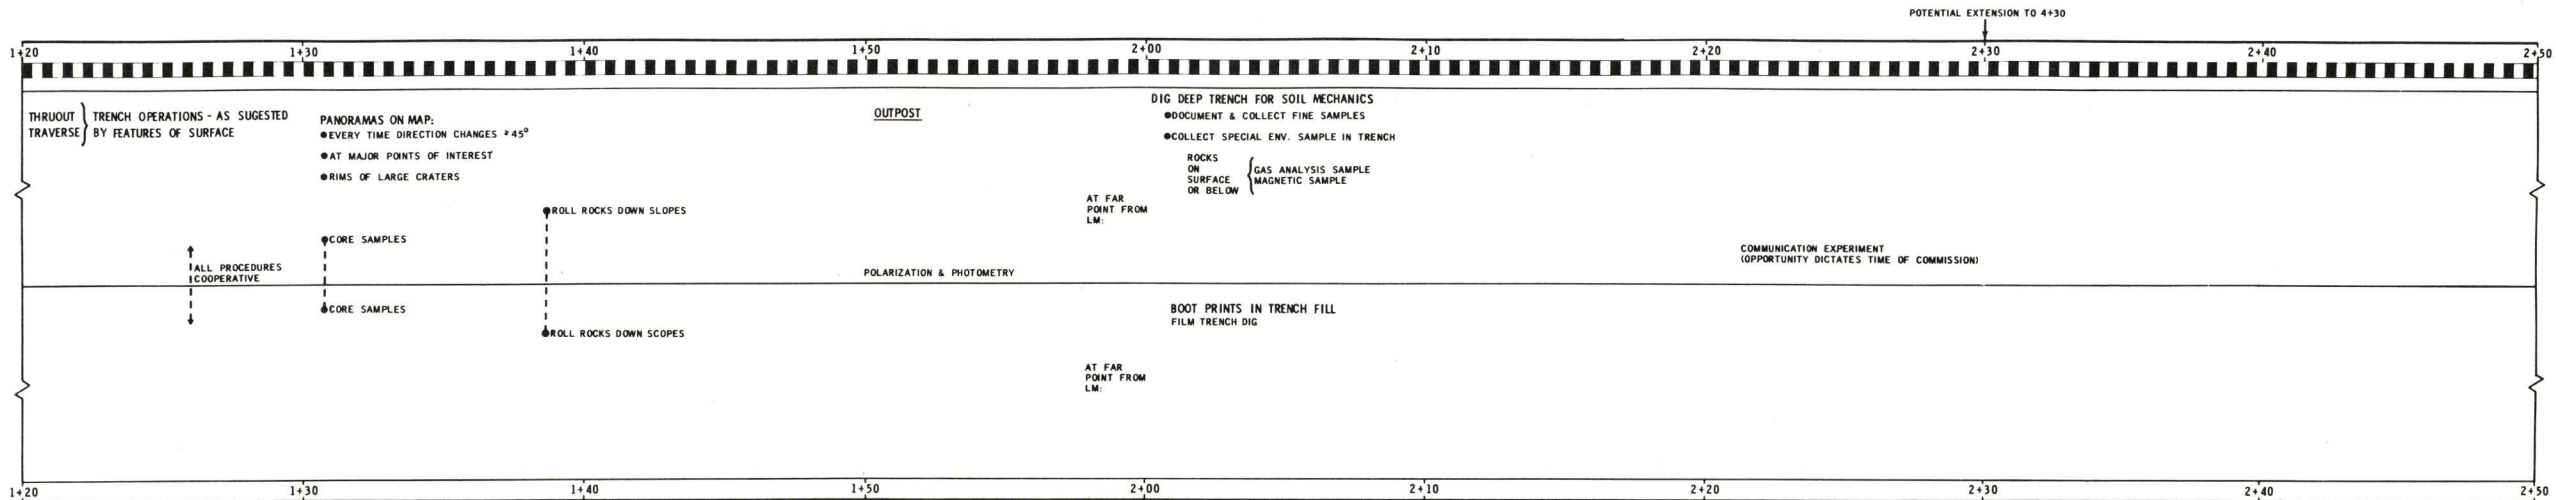 POTENTIAL EXTENSION TO 4+30
1+20 1+30 1+40 1+50 2+00 2+10 2+20 2+30 2+40 2+50
THRUOUT
TRAVERSE
TRENCH OPERATIONS - AS SUGESTED
BY FEATURES OF SURFACE
PANORAMAS ON MAP:
●EVERY TIME DIRECTION CHANGES ≥45°
●AT MAJOR POINTS OF INTEREST
●RIMS OF LARGE CRATERS
●ROLL ROCKS DOWN SLOPES
●CORE SAMPLES
ALL PROCEDURES
COOPERATIVE
OUTPOST
POLARIZATION & PHOTOMETRY
DIG DEEP TRENCH FOR SOIL MECHANICS
●DOCUMENT & COLLECT FINE SAMPLES
●COLLECT SPECIAL ENV. SAMPLE IN TRENCH
ROCKS
ON
SURFACE
OR BELOW
GAS ANALYSIS SAMPLE
MAGNETIC SAMPLE
AT FAR
POINT FROM
LM:
COMMUNICATION EXPERIMENT
(OPPORTUNITY DICTATES TIME OF COMMISSION)
●CORE SAMPLES
●ROLL ROCKS DOWN SCOPES
BOOT PRINTS IN TRENCH FILL
FILM TRENCH DIG
AT FAR
POINT FROM
LM:
1+20 1+30 1+40 1+50 2+00 2+10 2+20 2+30 2+40 2+50